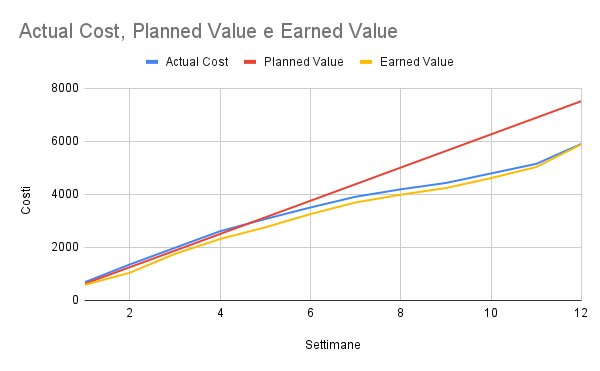 Actual Cost, Planned Value e Earned Value
Actual Cost Planned Value Earned Value
8000
6000
4000
2000
0
Costi
2 4 6 8 10 12
Settimane